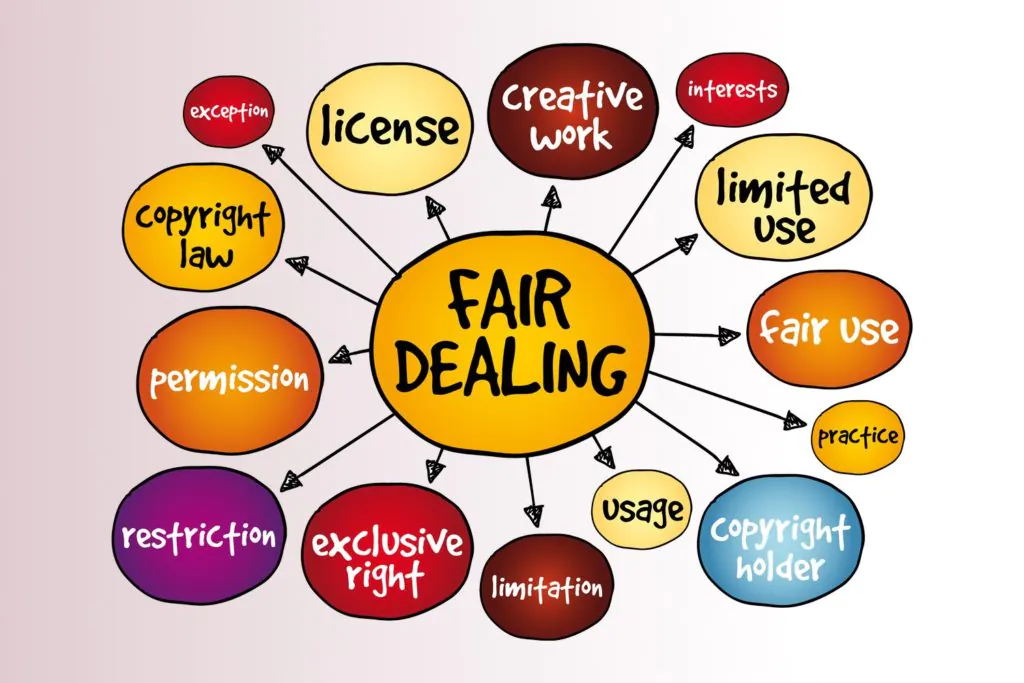 exception
license
creative
work
interests
copyright
law
limited
use
FAIR
DEALING
permission
fair use
practice
restriction
exclusive
right
limitation
usage
copyright
holder